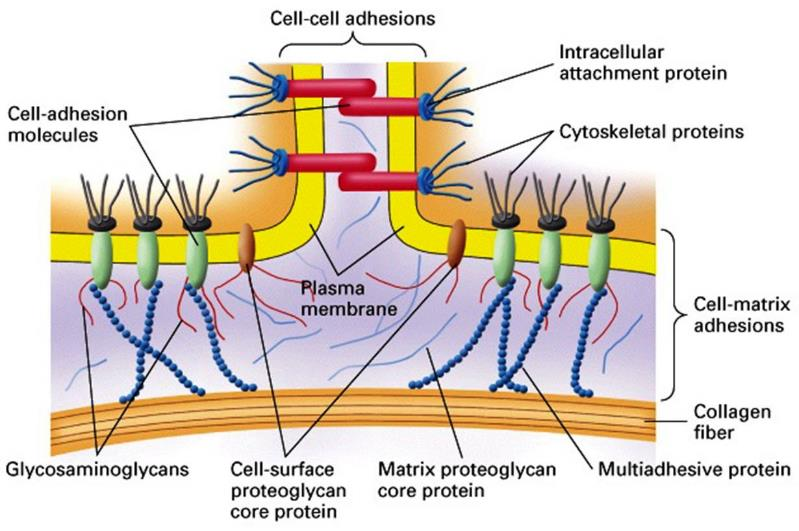 Cell-cell adhesions
Intracellular
attachment protein
Cell-adhesion
molecules
Cytoskeletal proteins
Plasma
membrane
Cell-matrix
adhesions
Collagen
fiber
Glycosaminoglycans
Cell-surface
proteoglycan
core protein
Matrix proteoglycan
core protein
Multiadhesive protein